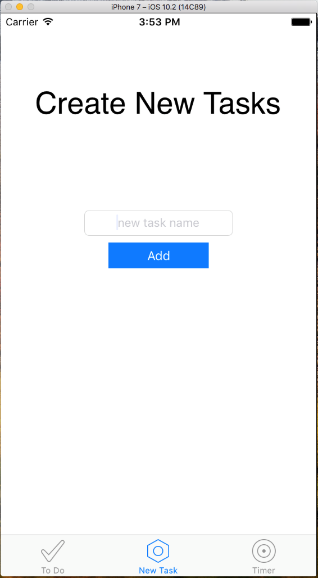 iPhone 7 – iOS 10.2 (14C89)
Carrier 3:53 PM
Create New Tasks
new task name
Add
To Do New Task Timer